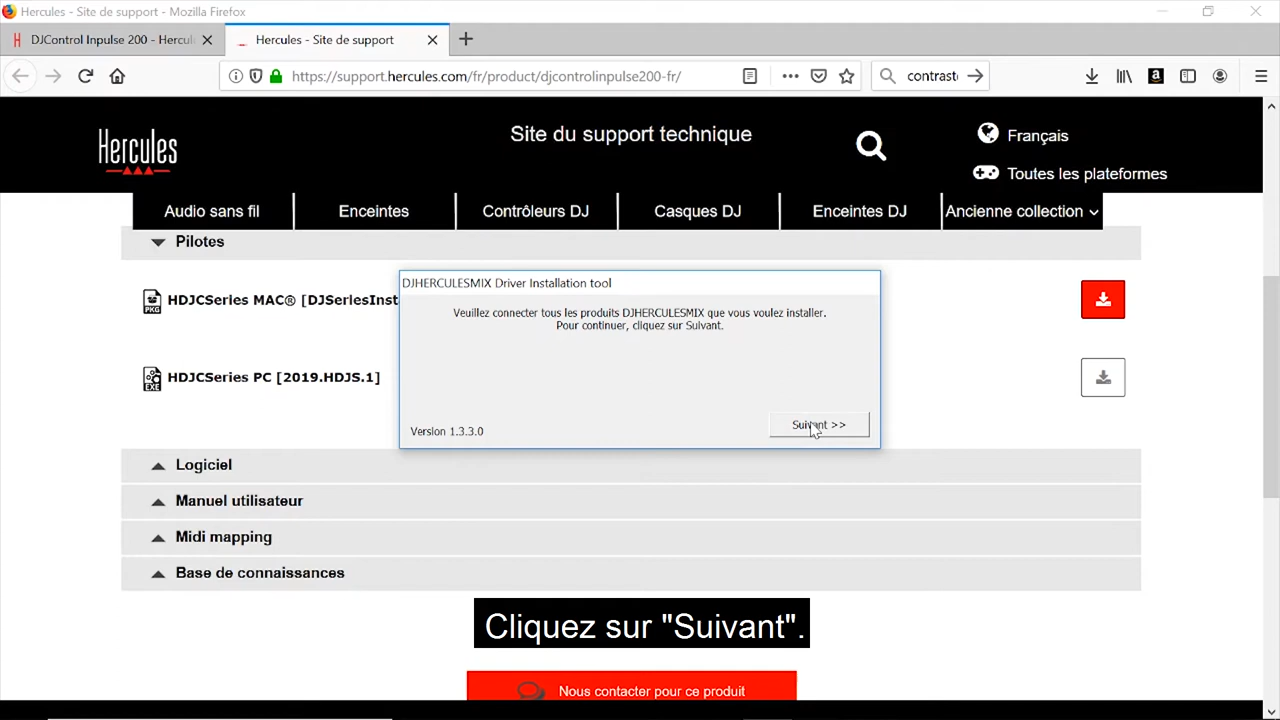 Hercules - Site de support - Mozilla Firefox
DJControl Inpulse 200 - Hercul
Hercules - Site de support
https://support.hercules.com/fr/product/djcontrolinpulse200-fr/
contraste
Hercules
Site du support technique
Français
Toutes les plateformes
Audio sans fil
Enceintes
Contrôleurs DJ
Casques DJ
Enceintes DJ
Ancienne collection
Pilotes
PKG
HDJCSeries MAC® [DJSeriesInst
EXE
HDJCSeries PC [2019.HDJS.1]
DJHERCULESMIX Driver Installation tool
Veuillez connecter tous les produits DJHERCULESMIX que vous voulez installer.
Pour continuer, cliquez sur Suivant.
Suivant >>
Version 1.3.3.0
Logiciel
Manuel utilisateur
Midi mapping
Base de connaissances
Cliquez sur "Suivant".
Nous contacter pour ce produit